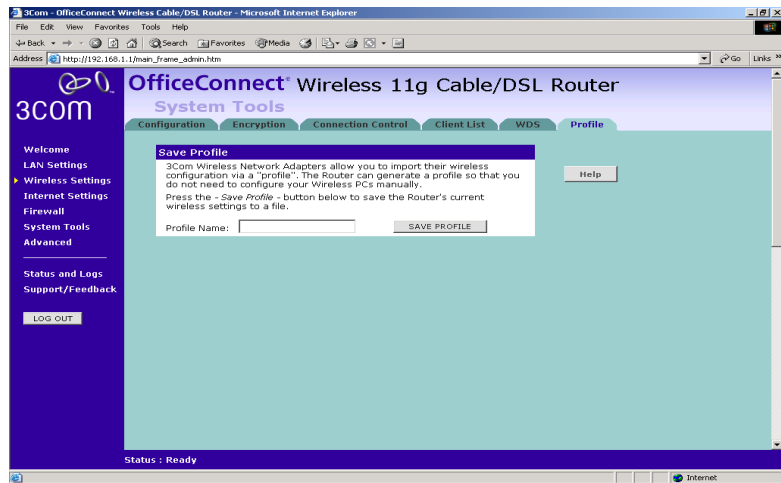 3Com - OfficeConnect Wireless Cable/DSL Router - Microsoft Internet Explorer
File Edit View Favorites Tools Help
Back Search Favorites Media
Address http://192.168.1.1/main_frame_admin.htm Go Links »
3COM
OfficeConnect Wireless 11g Cable/DSL Router
System Tools
Configuration Encryption Connection Control Client List WDS Profile
Welcome
LAN Settings
Wireless Settings
Internet Settings
Firewall
System Tools
Advanced
Status and Logs
Support/Feedback
LOG OUT
Save Profile
3Com Wireless Network Adapters allow you to import their wireless
configuration via a "profile". The Router can generate a profile so that you
do not need to configure your Wireless PCs manually.
Press the - Save Profile - button below to save the Router's current
wireless settings to a file.
Profile Name: SAVE PROFILE
Help
Status : Ready
Internet